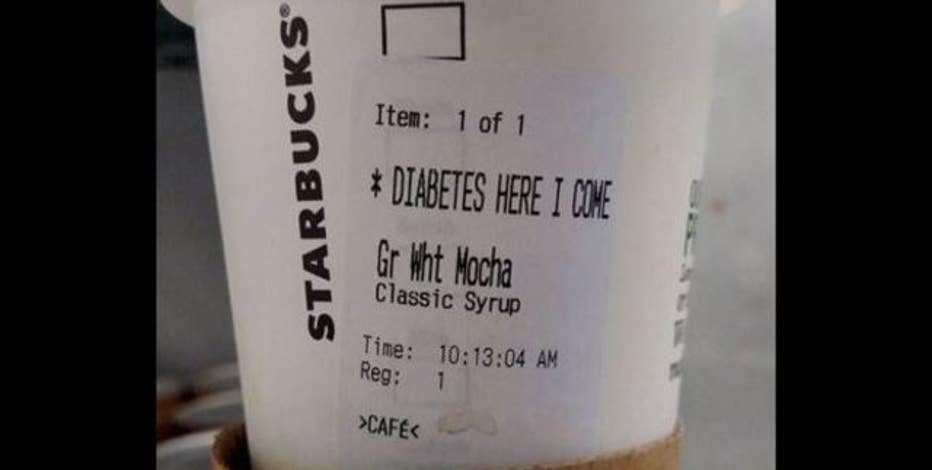 STARBUCKS®
Item: 1 of 1
* DIABETES HERE I COME
Gr Wht Mocha
Classic Syrup
Time: 10:13:04 AM
Reg: 1
>CAFÉ<